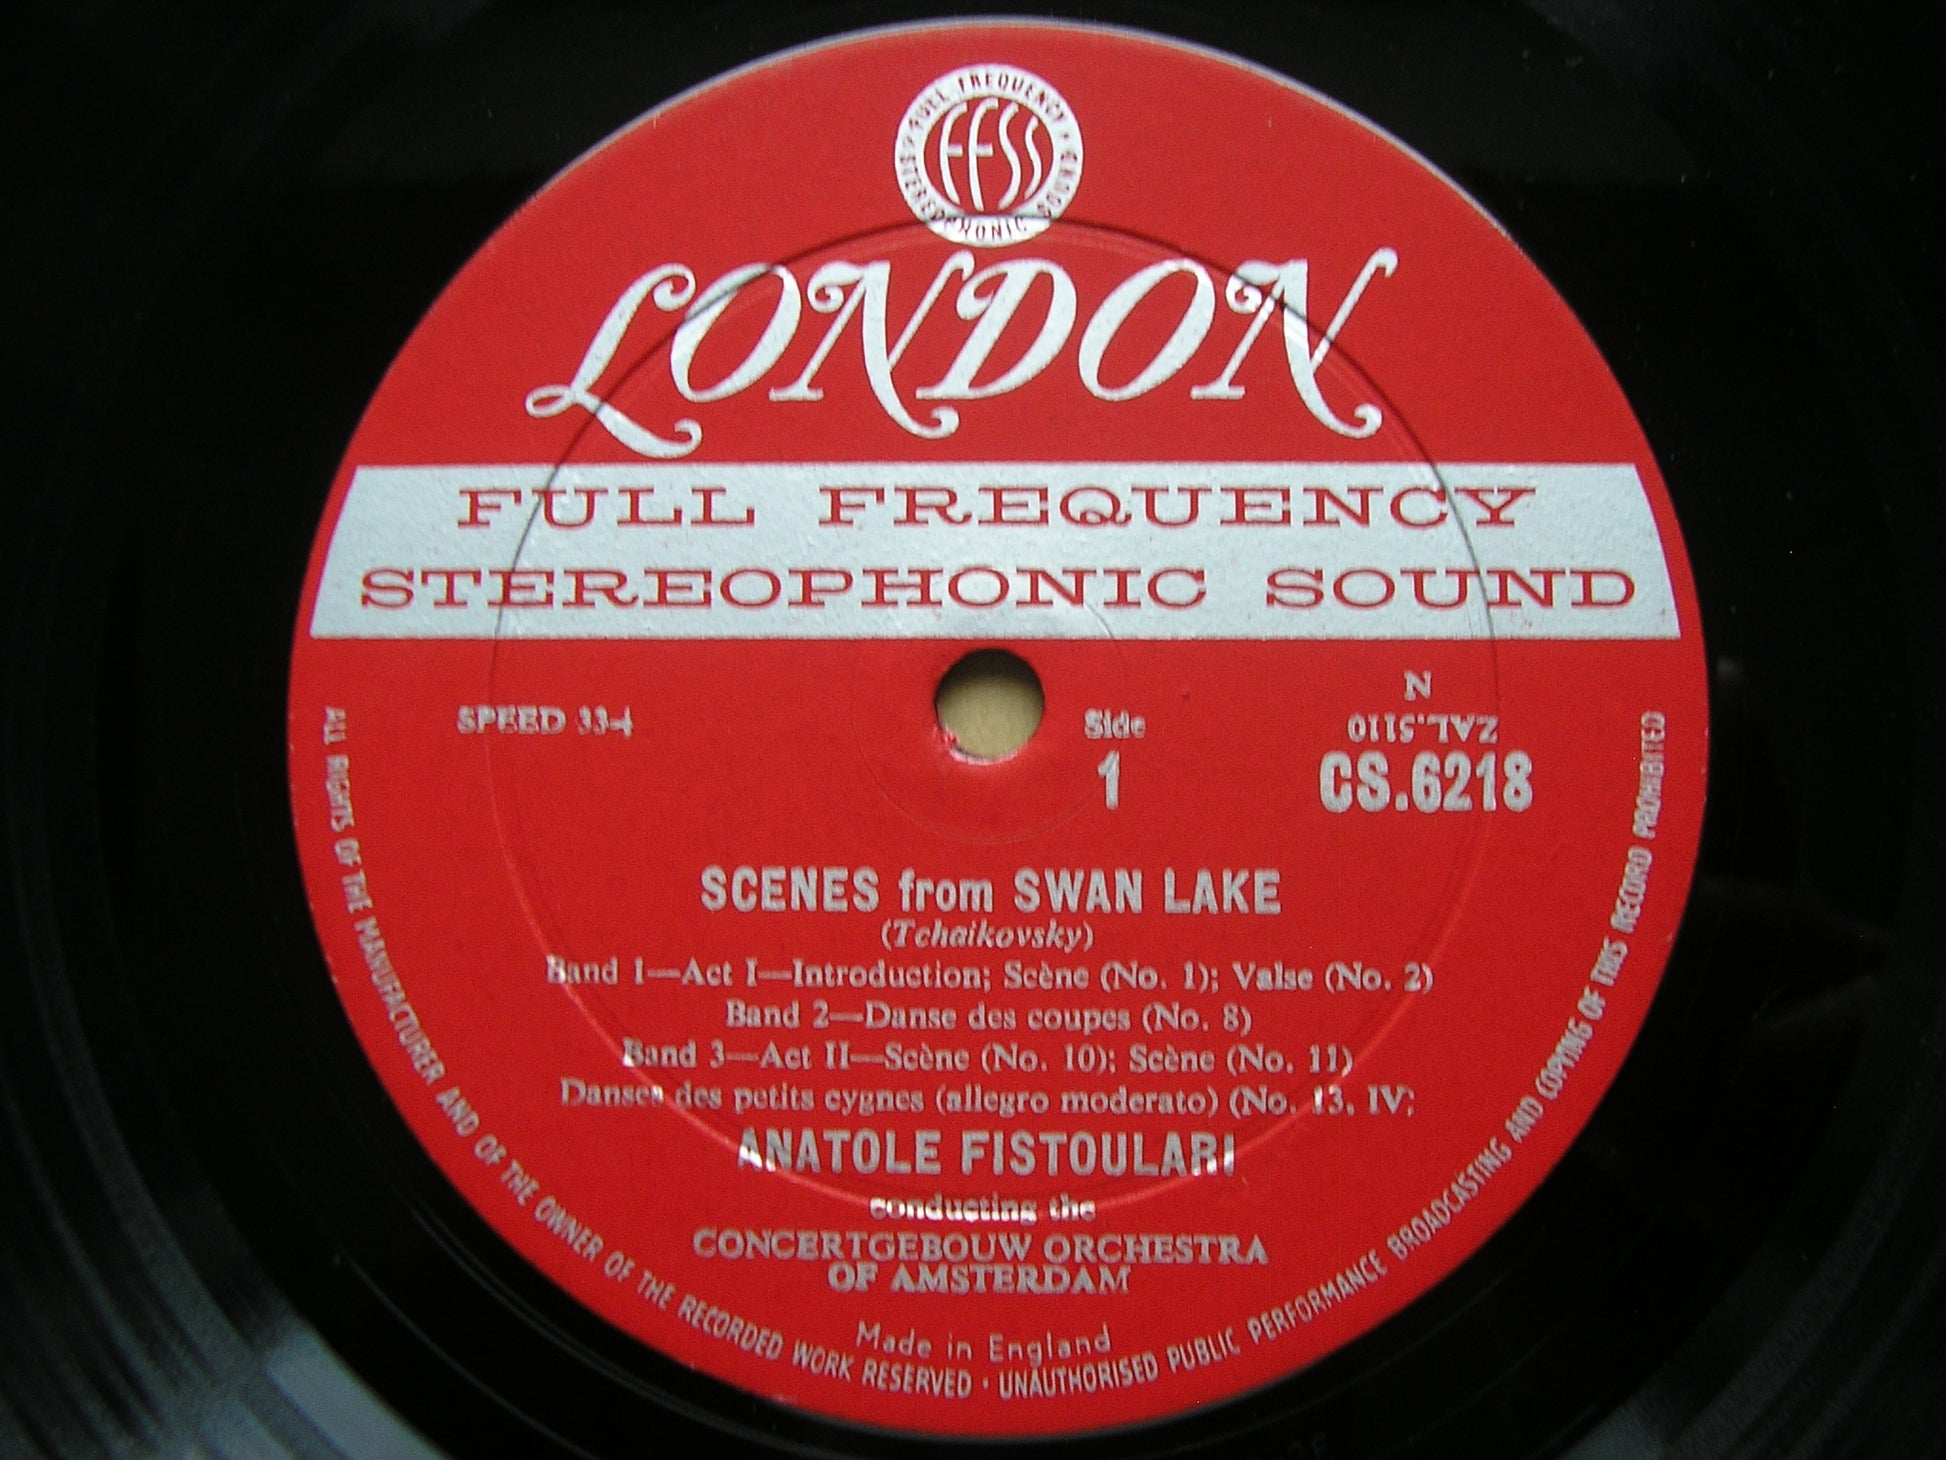 FULL FREQUENCY
STEREOPHONIC SOUND
FFSS
LONDON
FULL FREQUENCY
STEREOPHONIC SOUND
SPEED 33⅓
Side
1
N
ZAL.5110
CS.6218
SCENES from SWAN LAKE
(Tchaikovsky)
Band 1—Act I—Introduction; Scène (No. 1); Valse (No. 2)
Band 2—Danse des coupes (No. 8)
Band 3—Act II—Scène (No. 10); Scène (No. 11)
Danses des petits cygnes (allegro moderato) (No. 13, IV;
ANATOLE FISTOULARI
conducting the
CONCERTGEBOUW ORCHESTRA
OF AMSTERDAM
Made in England
ALL RIGHTS OF THE MANUFACTURER AND OF THE OWNER OF THE RECORDED WORK RESERVED · UNAUTHORISED PUBLIC PERFORMANCE BROADCASTING AND COPYING OF THIS RECORD PROHIBITED